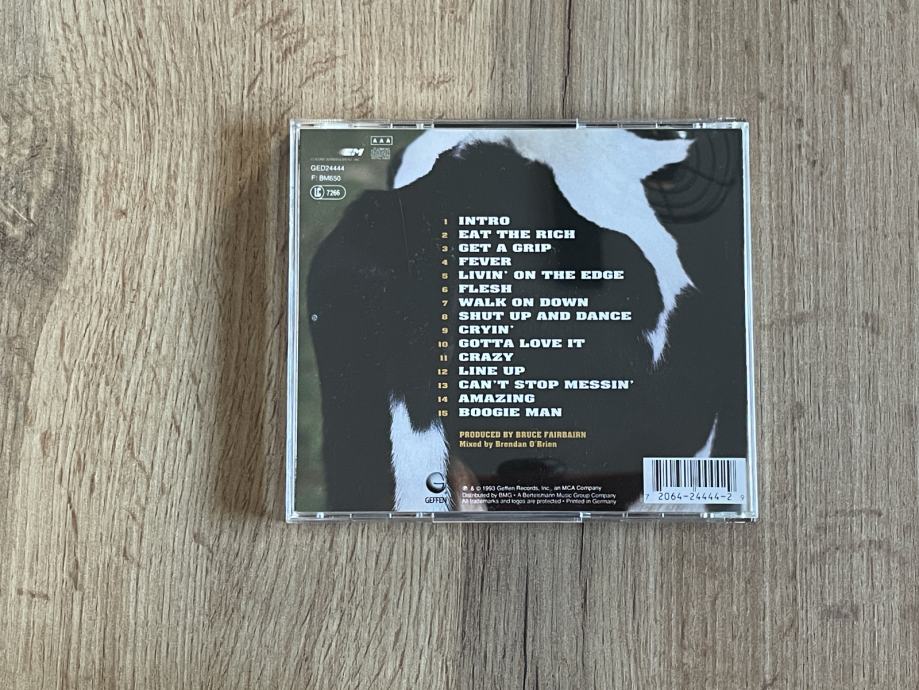 AAA
GED24444
F: BM650
LC 7266
1 INTRO
2 EAT THE RICH
3 GET A GRIP
4 FEVER
5 LIVIN' ON THE EDGE
6 FLESH
7 WALK ON DOWN
8 SHUT UP AND DANCE
9 CRYIN'
10 GOTTA LOVE IT
11 CRAZY
12 LINE UP
13 CAN'T STOP MESSIN'
14 AMAZING
15 BOOGIE MAN
PRODUCED BY BRUCE FAIRBAIRN
Mixed by Brendan O'Brien
GEFFEN
℗ & © 1993 Geffen Records, Inc., an MCA Company
Distributed by BMG • A Bertelsmann Music Group Company
All trademarks and logos are protected • Printed in Germany
7 2064-24444-2 9